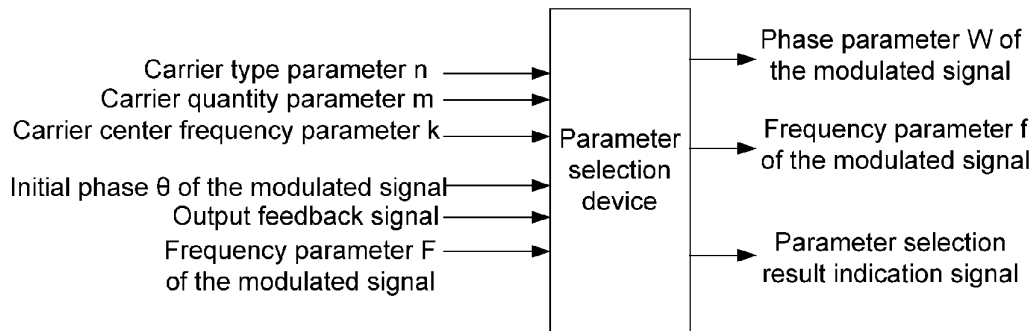 Carrier type parameter n
Carrier quantity parameter m
Carrier center frequency parameter k
Initial phase θ of the modulated signal
Output feedback signal
Frequency parameter F
of the modulated signal
Parameter
selection
device
Phase parameter W of
the modulated signal
Frequency parameter f
of the modulated signal
Parameter selection
result indication signal